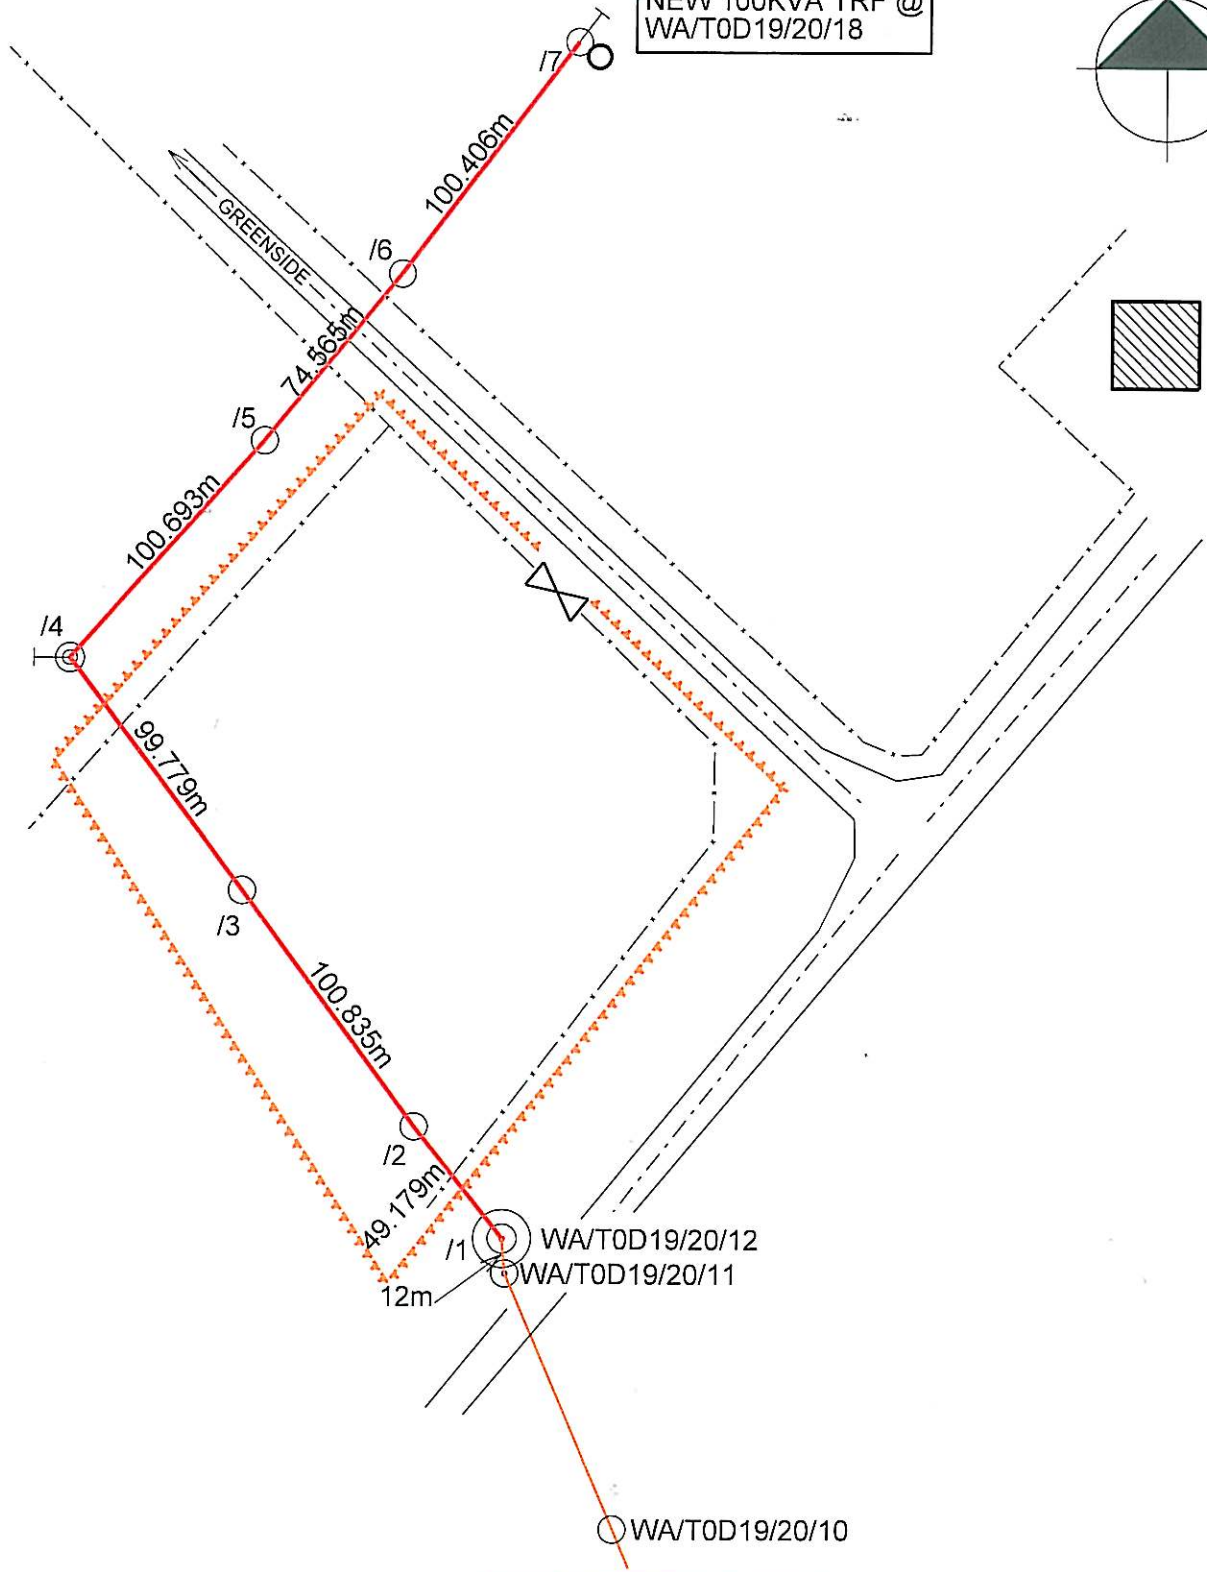 NEW 100KVA TRF @
WA/T0D19/20/18
/7
100.406m
GREENSIDE
/6
74.565m
/5
100.693m
/4
99.779m
/3
100.835m
/2
49.179m
/1
WA/T0D19/20/12
WA/T0D19/20/11
12m
WA/T0D19/20/10